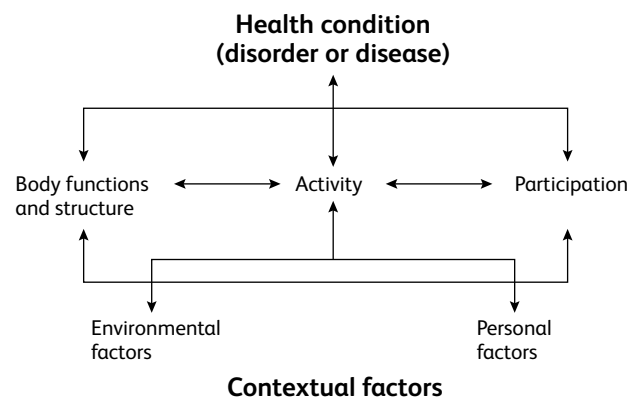 Health condition
(disorder or disease)
Body functions
and structure
Activity
Participation
Environmental
factors
Personal
factors
Contextual factors